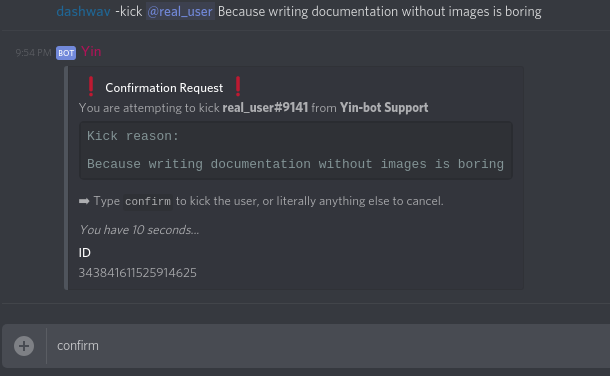 dashwav -kick @real_user Because writing documentation without images is boring
9:54 PM BOT Yin
❗ Confirmation Request ❗
You are attempting to kick real_user#9141 from Yin-bot Support
Kick reason:
Because writing documentation without images is boring
➡ Type confirm to kick the user, or literally anything else to cancel.
You have 10 seconds...
ID
343841611525914625
confirm